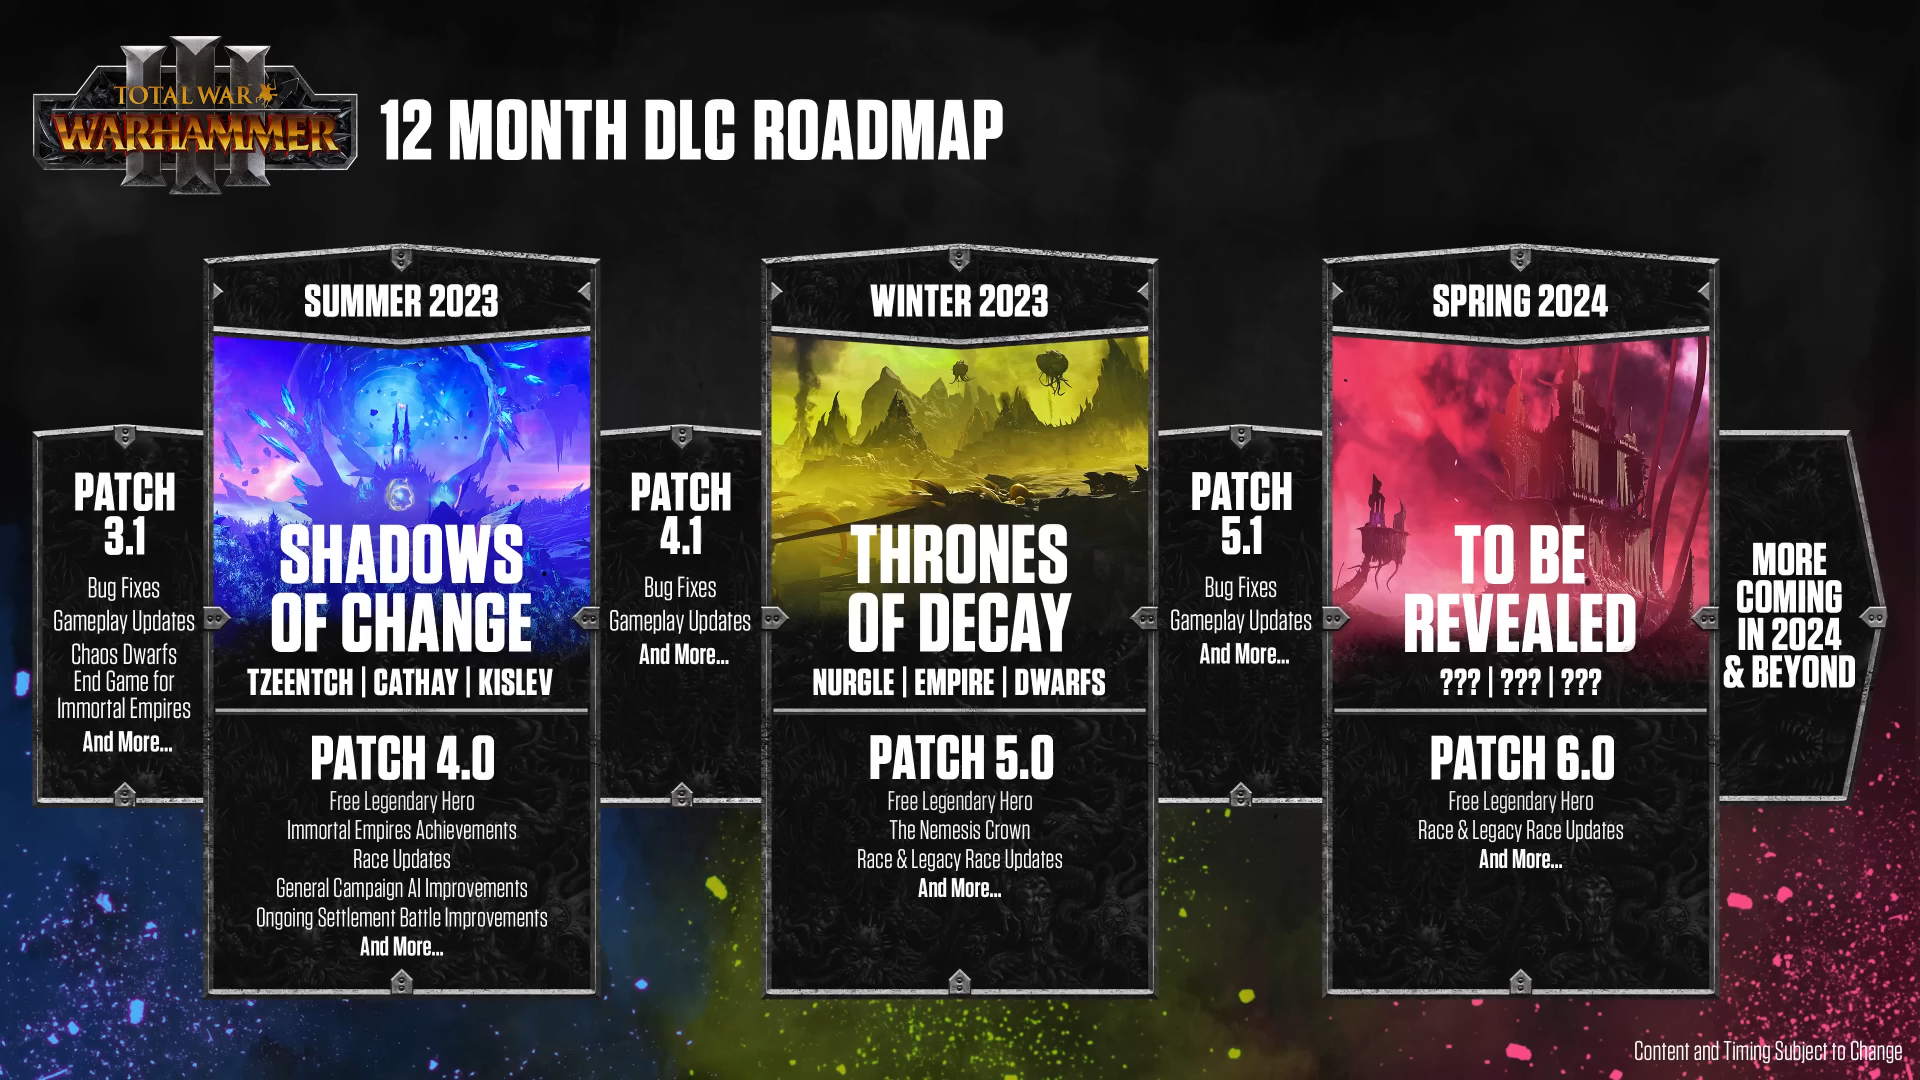 TOTAL WAR
WARHAMMER
III
12 MONTH DLC ROADMAP
PATCH
3.1
Bug Fixes
Gameplay Updates
Chaos Dwarfs
End Game for
Immortal Empires
And More...
SUMMER 2023
SHADOWS
OF CHANGE
TZEENTCH | CATHAY | KISLEV
PATCH 4.0
Free Legendary Hero
Immortal Empires Achievements
Race Updates
General Campaign AI Improvements
Ongoing Settlement Battle Improvements
And More...
PATCH
4.1
Bug Fixes
Gameplay Updates
And More...
WINTER 2023
THRONES
OF DECAY
NURGLE | EMPIRE | DWARFS
PATCH 5.0
Free Legendary Hero
The Nemesis Crown
Race & Legacy Race Updates
And More...
PATCH
5.1
Bug Fixes
Gameplay Updates
And More...
SPRING 2024
TO BE
REVEALED
??? | ??? | ???
PATCH 6.0
Free Legendary Hero
Race & Legacy Race Updates
And More...
MORE
COMING
IN 2024
& BEYOND
Content and Timing Subject to Change